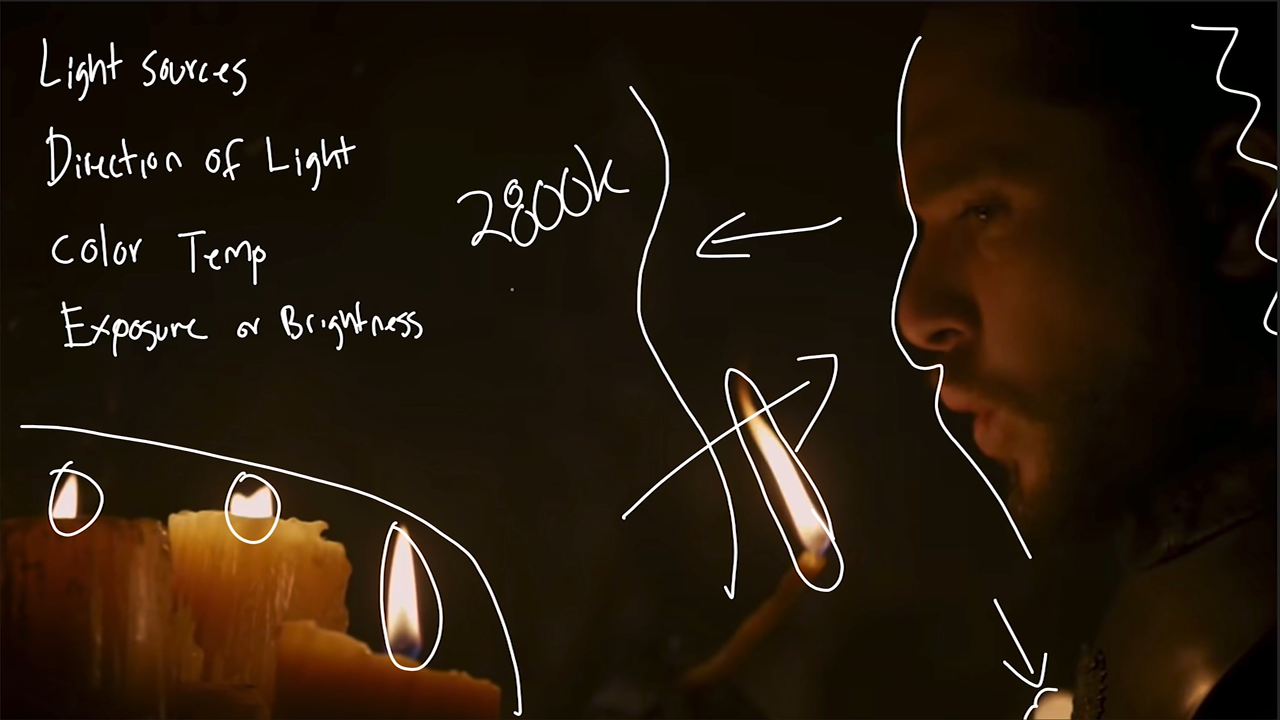 Light Sources
Direction of Light
Color Temp
Exposure or Brightness
2800k